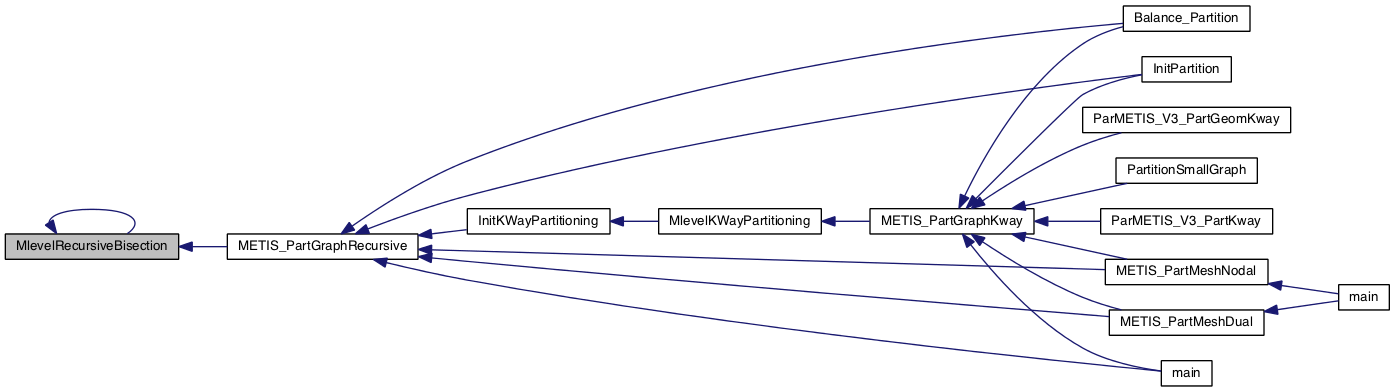 Balance_Partition
InitPartition
ParMETIS_V3_PartGeomKway
PartitionSmallGraph
InitKWayPartitioning
MlevelKWayPartitioning
METIS_PartGraphKway
ParMETIS_V3_PartKway
MlevelRecursiveBisection
METIS_PartGraphRecursive
METIS_PartMeshNodal
main
METIS_PartMeshDual
main